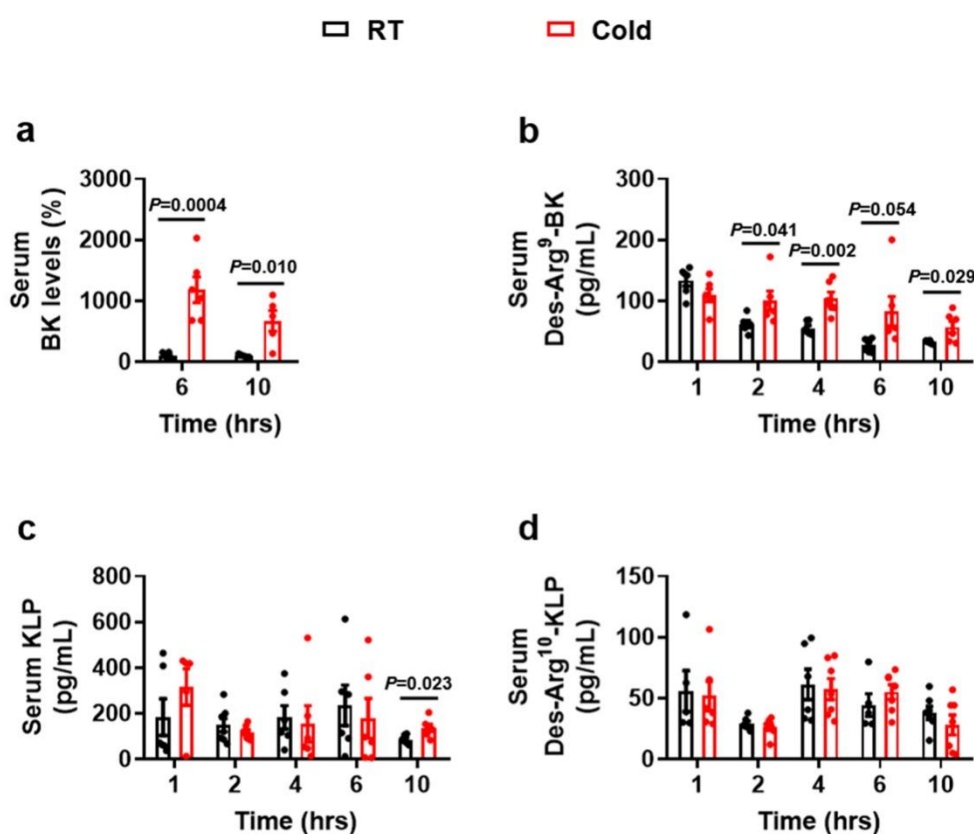 RT Cold
a
Serum
BK levels (%)
3000
2000
1000
0
P=0.0004
P=0.010
6 10
Time (hrs)
b
Serum
Des-Arg⁹-BK
(pg/mL)
300
200
100
0
P=0.041
P=0.002
P=0.054
P=0.029
1 2 4 6 10
Time (hrs)
c
Serum KLP
(pg/mL)
800
600
400
200
0
P=0.023
1 2 4 6 10
Time (hrs)
d
Serum
Des-Arg¹⁰-KLP
(pg/mL)
150
100
50
0
1 2 4 6 10
Time (hrs)